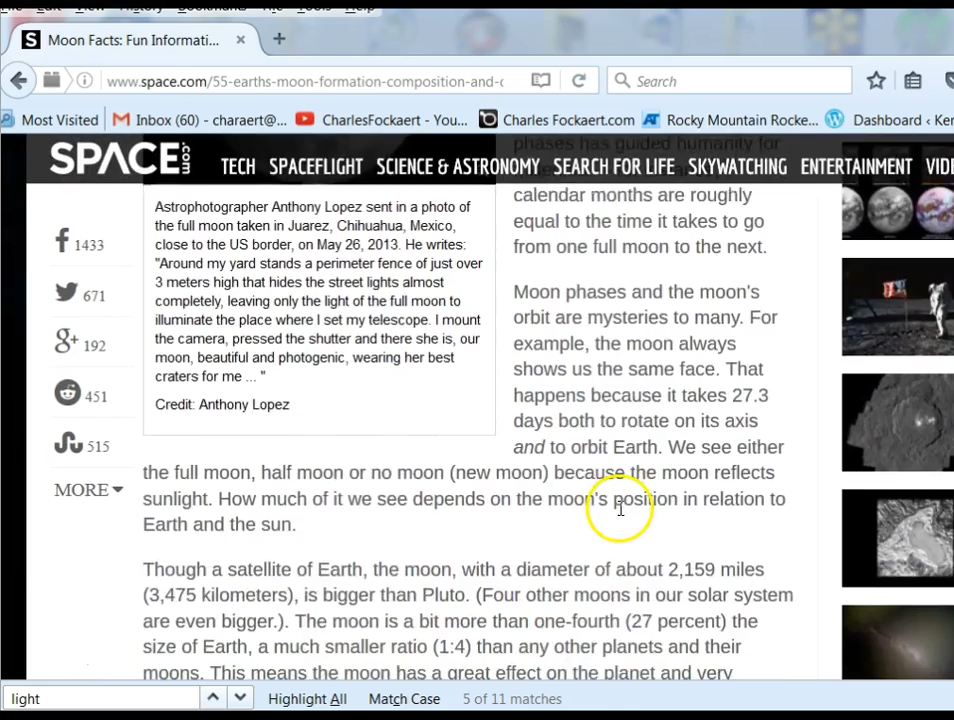 File Edit View History Bookmarks Tools Help
S Moon Facts: Fun Informati... × +
www.space.com/55-earths-moon-formation-composition-and-c Search
Most Visited Inbox (60) - charaert@... CharlesFockaert - You... Charles Fockaert.com Rocky Mountain Rocke... Dashboard ‹ Ker
SPACE.com TECH SPACEFLIGHT SCIENCE & ASTRONOMY SEARCH FOR LIFE SKYWATCHING ENTERTAINMENT VIDE
phases has guided humanity for
calendar months are roughly
equal to the time it takes to go
from one full moon to the next.
Astrophotographer Anthony Lopez sent in a photo of
the full moon taken in Juarez, Chihuahua, Mexico,
close to the US border, on May 26, 2013. He writes:
"Around my yard stands a perimeter fence of just over
3 meters high that hides the street lights almost
completely, leaving only the light of the full moon to
illuminate the place where I set my telescope. I mount
the camera, pressed the shutter and there she is, our
moon, beautiful and photogenic, wearing her best
craters for me ... "
Credit: Anthony Lopez
1433
671
192
451
515
MORE
Moon phases and the moon's
orbit are mysteries to many. For
example, the moon always
shows us the same face. That
happens because it takes 27.3
days both to rotate on its axis
and to orbit Earth. We see either
the full moon, half moon or no moon (new moon) because the moon reflects
sunlight. How much of it we see depends on the moon's position in relation to
Earth and the sun.
Though a satellite of Earth, the moon, with a diameter of about 2,159 miles
(3,475 kilometers), is bigger than Pluto. (Four other moons in our solar system
are even bigger.). The moon is a bit more than one-fourth (27 percent) the
size of Earth, a much smaller ratio (1:4) than any other planets and their
moons. This means the moon has a great effect on the planet and very
light Highlight All Match Case 5 of 11 matches